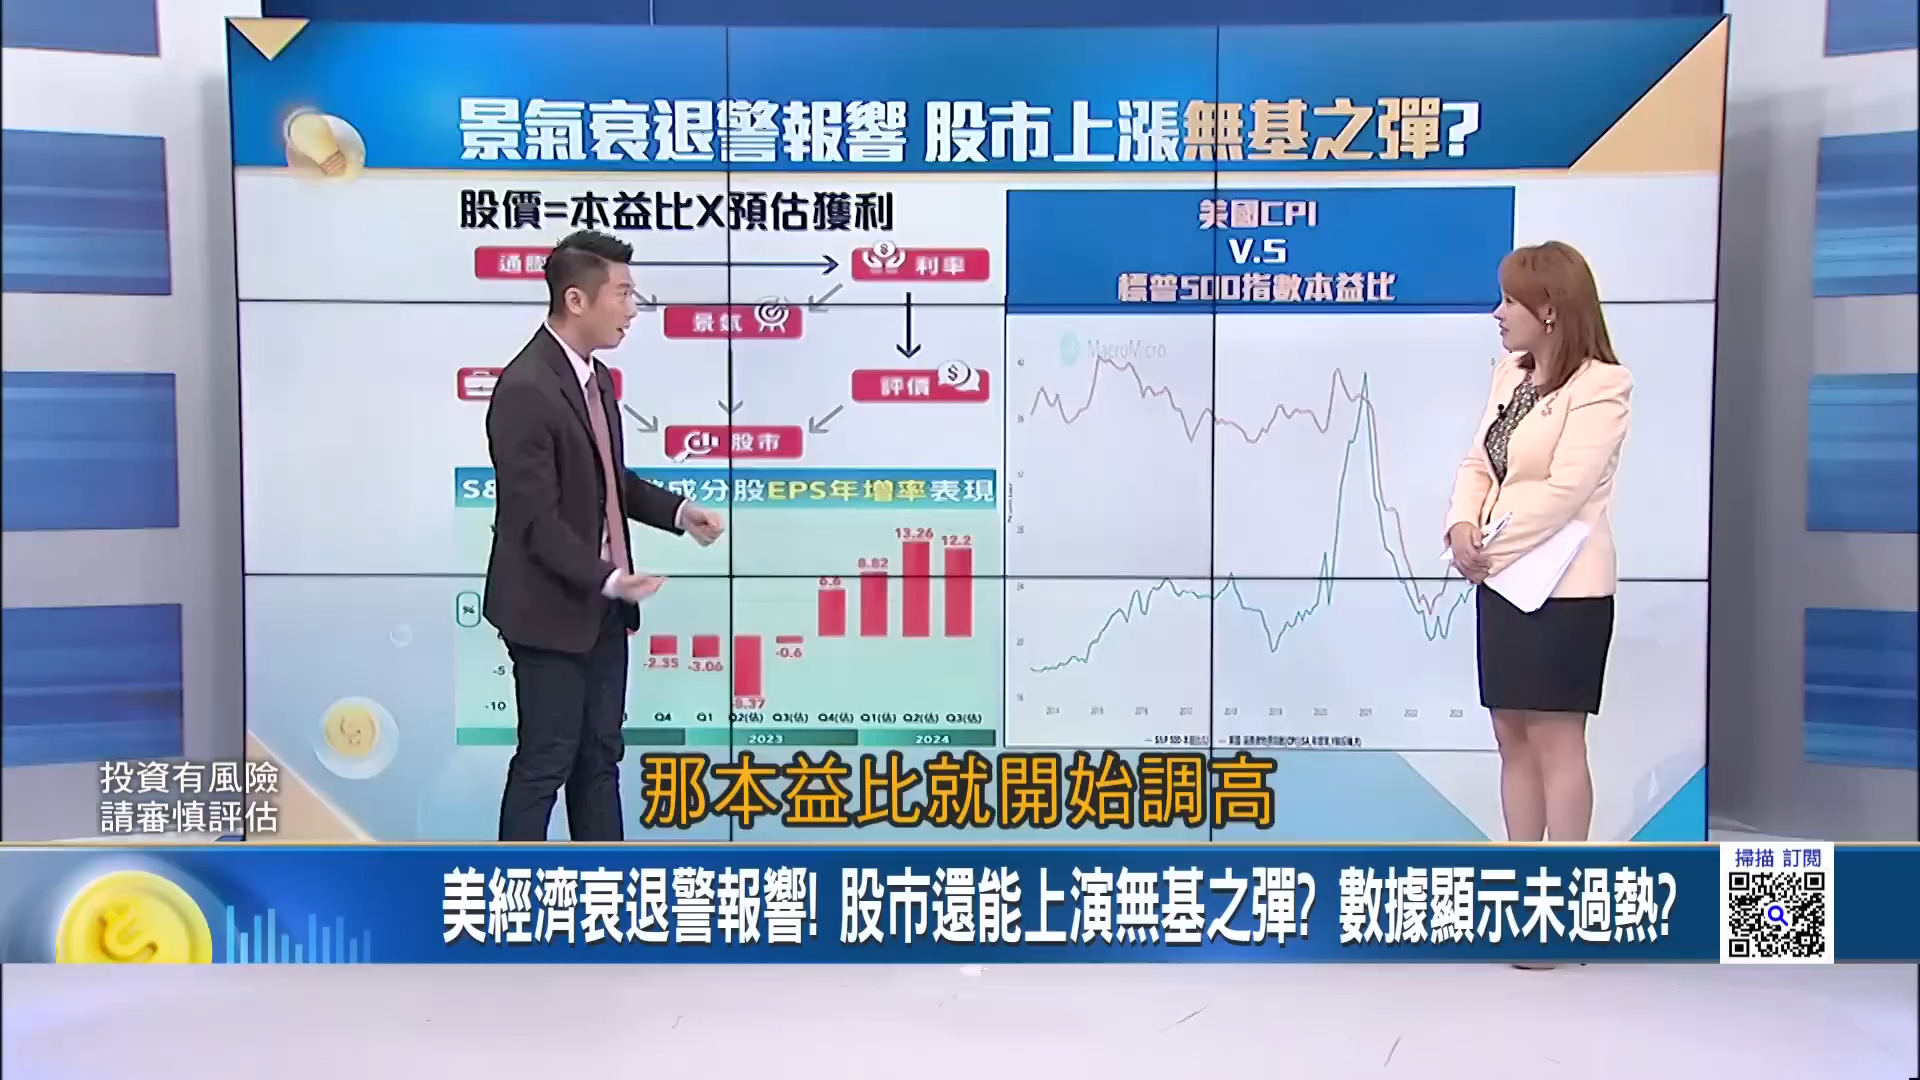 景氣衰退警報響 股市上漲無基之彈?
股價=本益比X預估獲利
通膨
利率
景氣
評價
股市
成分股EPS年增率表現
%
-5
-10
-2.35
-3.06
-8.37
-0.6
6.6
8.82
13.26
12.2
Q4 Q1 Q2(估) Q3(估) Q4(估) Q1(估) Q2(估) Q3(估)
2023 2024
美國CPI
V.S
標普500指數本益比
MacroMicro
投資有風險
請審慎評估
那本益比就開始調高
美經濟衰退警報響! 股市還能上演無基之彈? 數據顯示未過熱?
掃描 訂閱